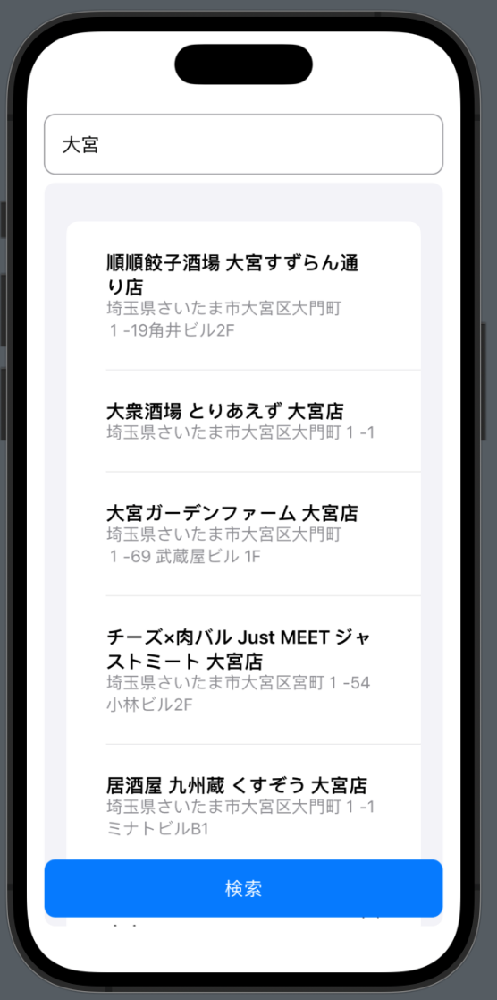 大宮
順順餃子酒場 大宮すずらん通
り店
埼玉県さいたま市大宮区大門町
１-19角井ビル2F
大衆酒場 とりあえず 大宮店
埼玉県さいたま市大宮区大門町１-1
大宮ガーデンファーム 大宮店
埼玉県さいたま市大宮区大門町
１-69 武蔵屋ビル 1F
チーズ×肉バル Just MEET ジャ
ストミート 大宮店
埼玉県さいたま市大宮区宮町１-54
小林ビル2F
居酒屋 九州蔵 くすぞう 大宮店
埼玉県さいたま市大宮区大門町１-1
ミナトビルB1
検索